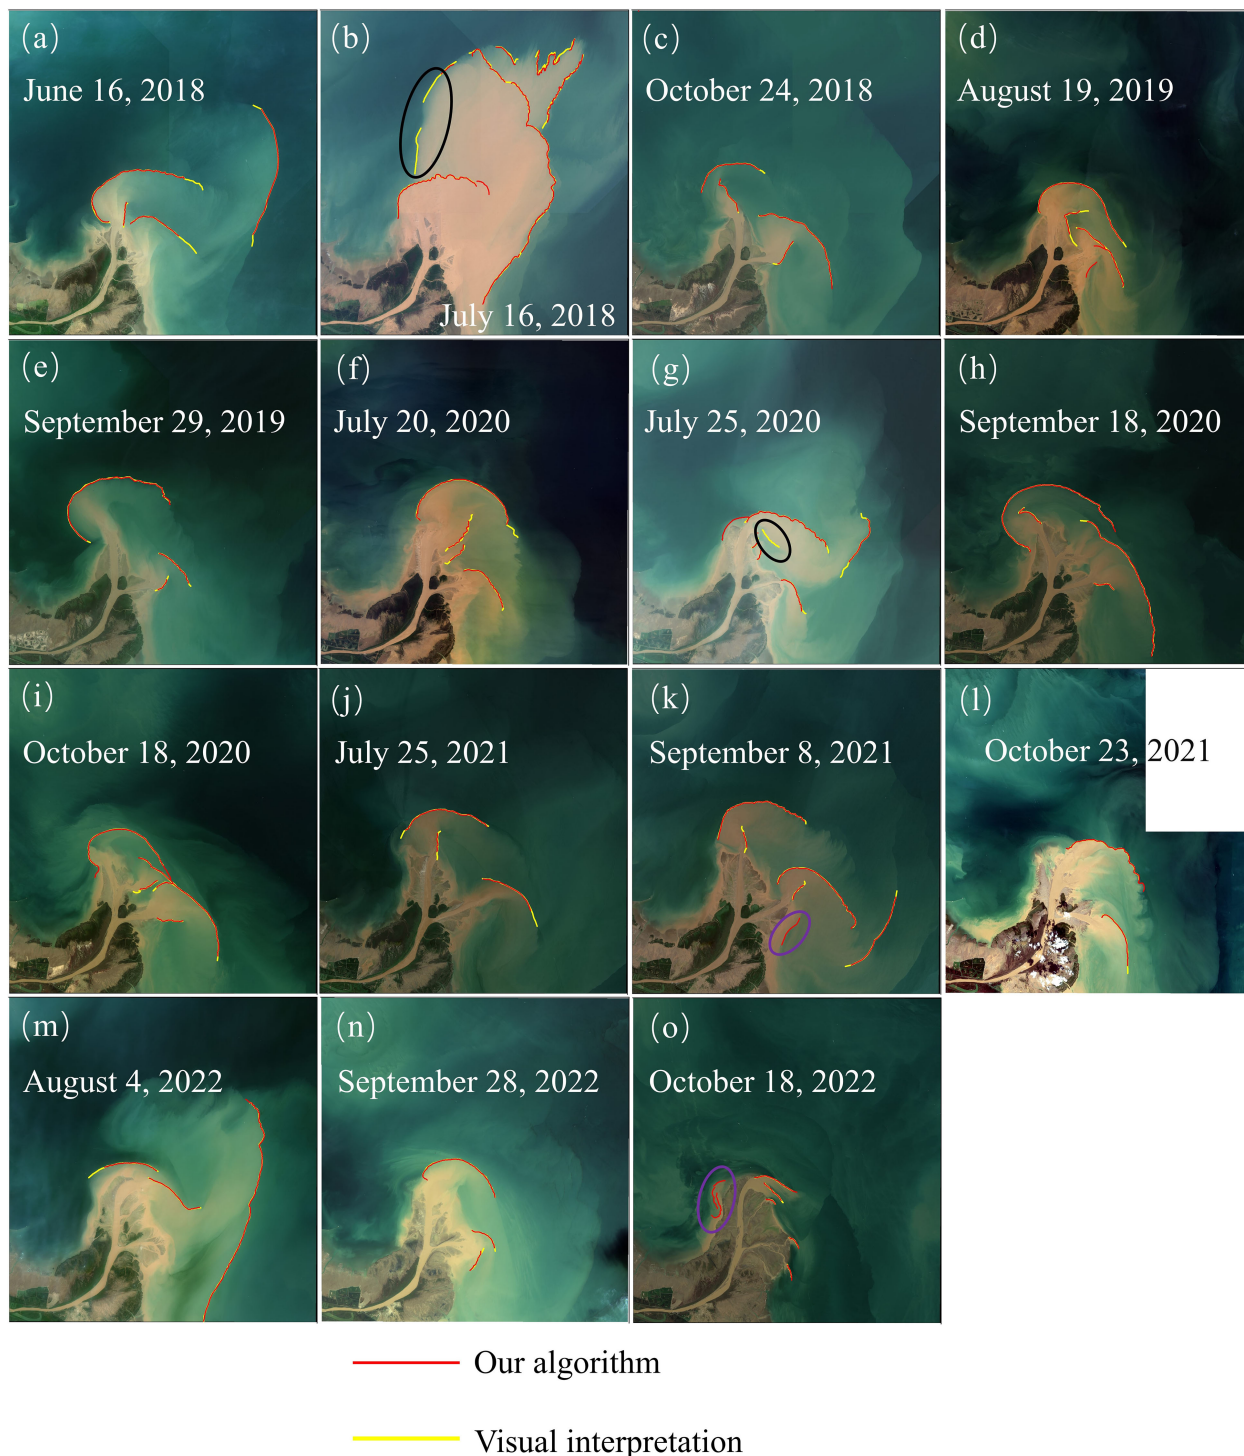 (a)
June 16, 2018
(b)
July 16, 2018
(c)
October 24, 2018
(d)
August 19, 2019
(e)
September 29, 2019
(f)
July 20, 2020
(g)
July 25, 2020
(h)
September 18, 2020
(i)
October 18, 2020
(j)
July 25, 2021
(k)
September 8, 2021
(l)
October 23, 2021
(m)
August 4, 2022
(n)
September 28, 2022
(o)
October 18, 2022
Our algorithm
Visual interpretation